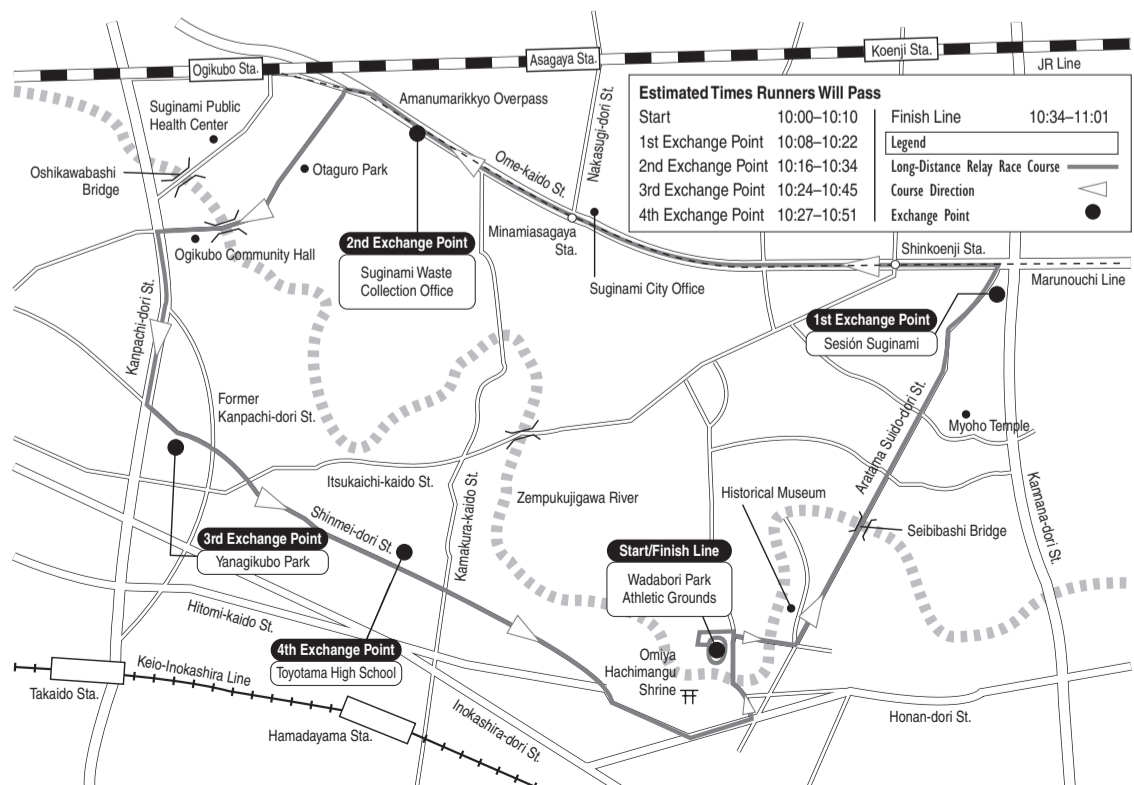 Ogikubo Sta.
Asagaya Sta.
Koenji Sta.
JR Line
Suginami Public
Health Center
Amanumarikkyo Overpass
Nakasugi-dori St.
Estimated Times Runners Will Pass
Start 10:00–10:10
1st Exchange Point 10:08–10:22
2nd Exchange Point 10:16–10:34
3rd Exchange Point 10:24–10:45
4th Exchange Point 10:27–10:51
Finish Line 10:34–11:01
Legend
Long-Distance Relay Race Course
Course Direction
Exchange Point
Oshikawabashi
Bridge
Otaguro Park
Ome-kaido St.
Ogikubo Community Hall
2nd Exchange Point
Suginami Waste
Collection Office
Minamiasagaya
Sta.
Suginami City Office
Shinkoenji Sta.
Marunouchi Line
1st Exchange Point
Sesión Suginami
Kanpachi-dori St.
Former
Kanpachi-dori St.
Myoho Temple
Aratama Suido-dori St.
Itsukaichi-kaido St.
Zempukujigawa River
Historical Museum
Kannana-dori St.
Seibibashi Bridge
Shinmei-dori St.
Kamakura-kaido St.
3rd Exchange Point
Yanagikubo Park
Start/Finish Line
Wadabori Park
Athletic Grounds
Hitomi-kaido St.
4th Exchange Point
Toyotama High School
Omiya
Hachimangu
Shrine
Keio-Inokashira Line
Takaido Sta.
Hamadayama Sta.
Inokashira-dori St.
Honan-dori St.